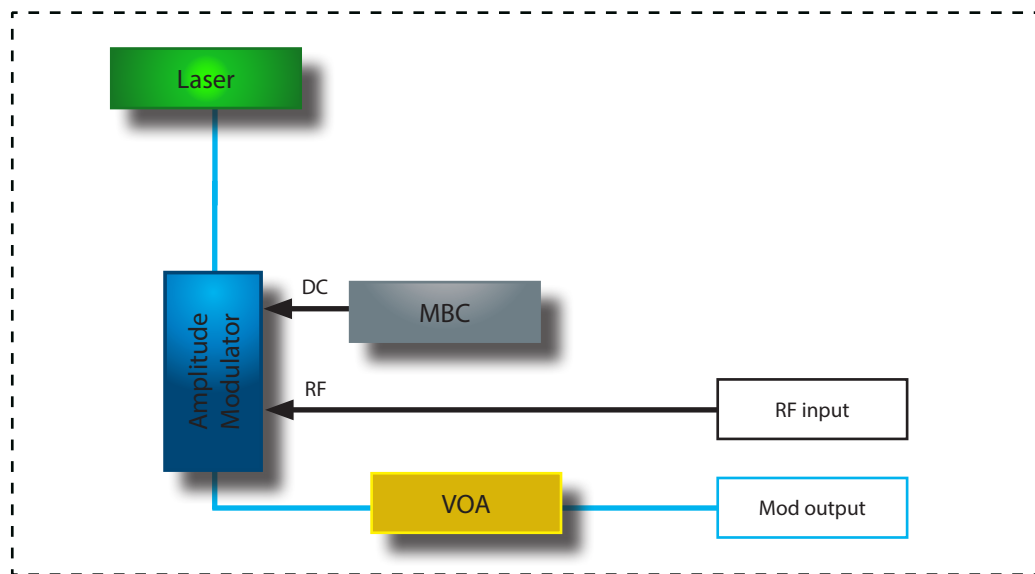 Laser
DC
MBC
Amplitude
Modulator
RF
RF input
VOA
Mod output